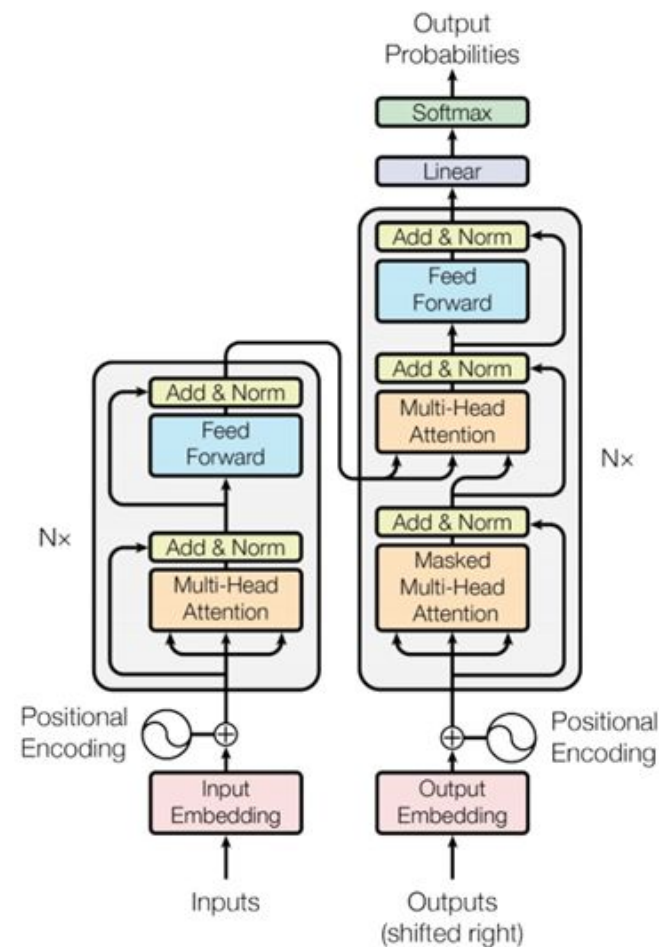 Output
Probabilities
Softmax
Linear
Add & Norm
Feed
Forward
Add & Norm
Multi-Head
Attention
Add & Norm
Masked
Multi-Head
Attention
Nx
Add & Norm
Feed
Forward
Add & Norm
Multi-Head
Attention
Nx
Positional
Encoding
Positional
Encoding
Input
Embedding
Output
Embedding
Inputs
Outputs
(shifted right)